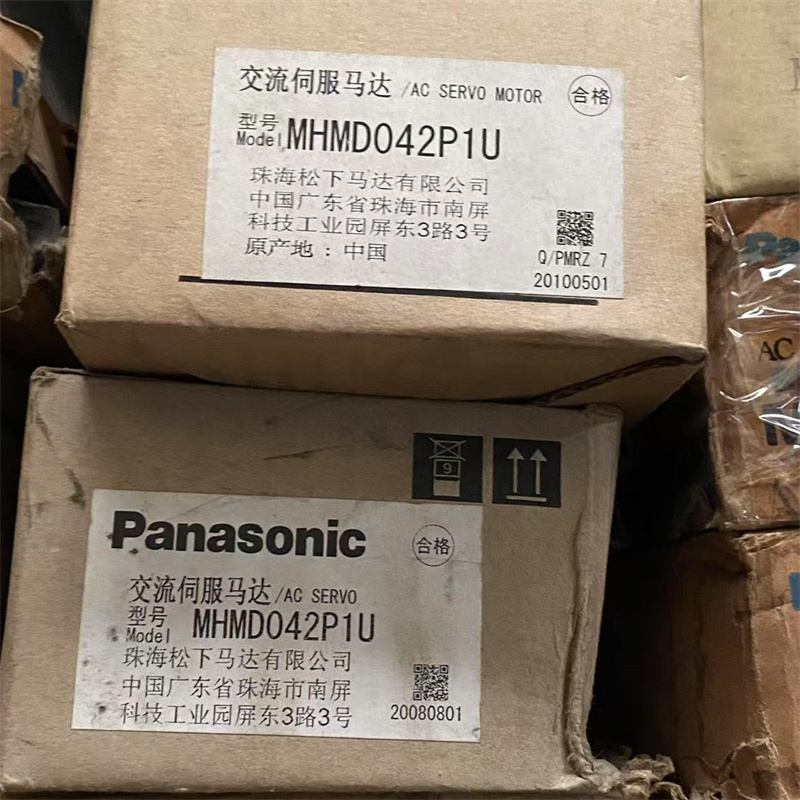 交流伺服马达 /AC SERVO MOTOR 合格
型号
Model MHMD042P1U
珠海松下马达有限公司
中国广东省珠海市南屏
科技工业园屏东3路3号
原产地：中国
Q/PMRZ 7
20100501
AC
9
Panasonic 合格
交流伺服马达/AC SERVO
型号
Model MHMD042P1U
珠海松下马达有限公司
中国广东省珠海市南屏
科技工业园屏东3路3号
20080801